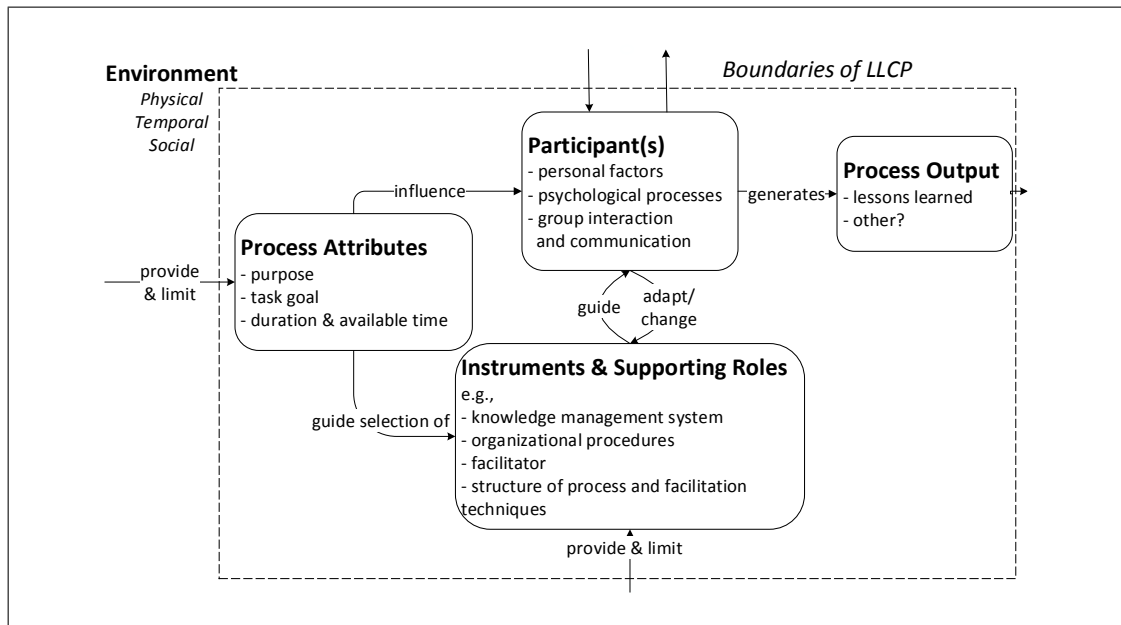 Environment
Physical
Temporal
Social
Boundaries of LLCP
Participant(s)
- personal factors
- psychological processes
- group interaction
and communication
influence
generates
Process Output
- lessons learned
- other?
Process Attributes
- purpose
- task goal
- duration & available time
provide
& limit
guide
adapt/
change
Instruments & Supporting Roles
e.g.,
- knowledge management system
- organizational procedures
- facilitator
- structure of process and facilitation
techniques
guide selection of
provide & limit